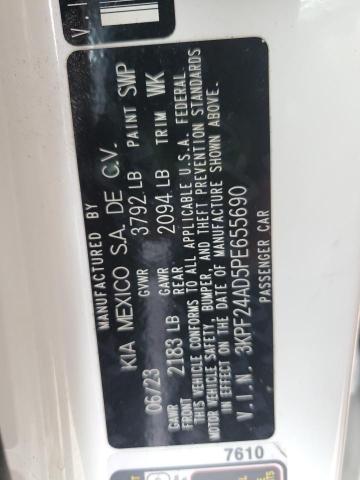 MANUFACTURED BY
KIA MEXICO S.A. DE C.V.
06/23 GVWR 3792 LB PAINT SWP
GAWR FRONT 2183 LB GAWR REAR 2094 LB TRIM WK
THIS VEHICLE CONFORMS TO ALL APPLICABLE U.S.A. FEDERAL
MOTOR VEHICLE SAFETY, BUMPER, AND THEFT PREVENTION STANDARDS
IN EFFECT ON THE DATE OF MANUFACTURE SHOWN ABOVE.
V.I.N. 3KPF24AD5PE655690
PASSENGER CAR
7610
V.I